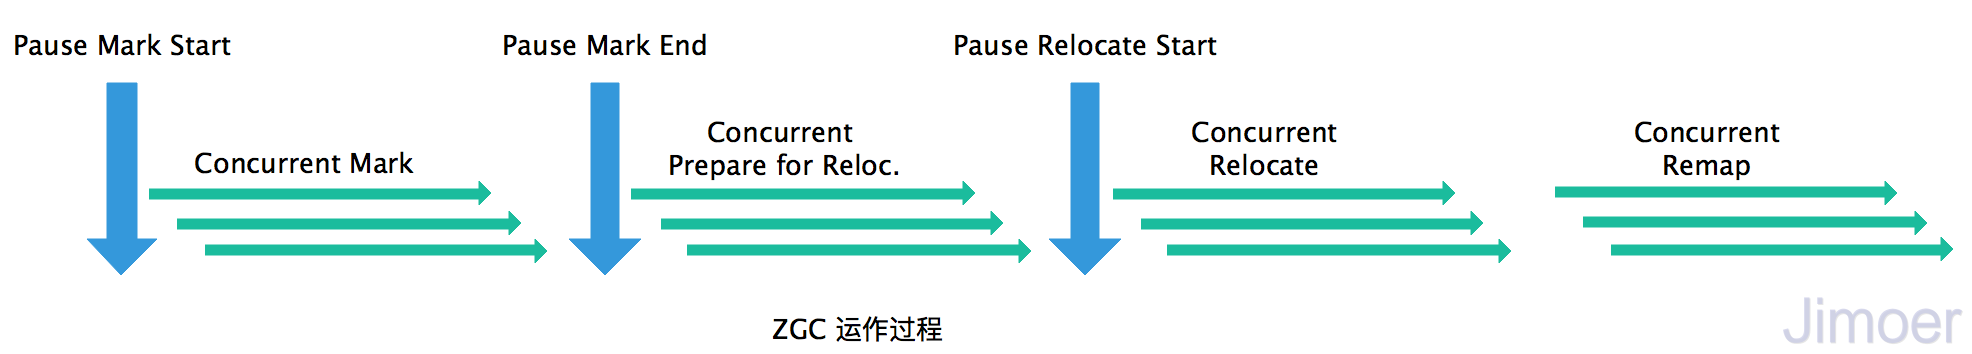 Pause Mark Start
Pause Mark End
Pause Relocate Start
Concurrent Mark
Concurrent
Prepare for Reloc.
Concurrent
Relocate
Concurrent
Remap
ZGC 运作过程
Jimoer